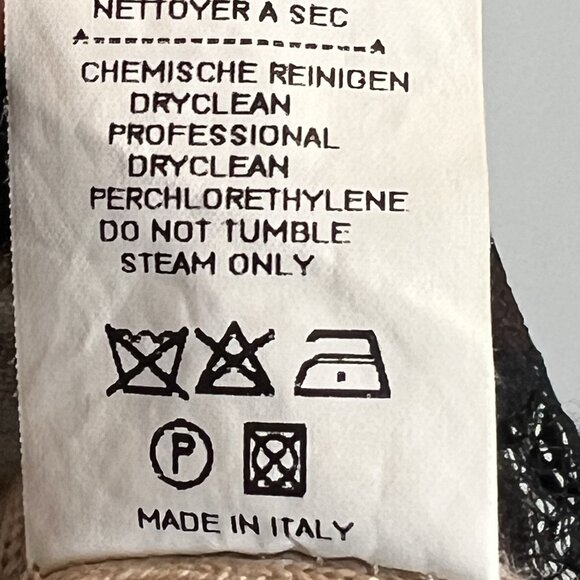 NETTOYER A SEC
CHEMISCHE REINIGEN
DRYCLEAN
PROFESSIONAL
DRYCLEAN
PERCHLORETHYLENE
DO NOT TUMBLE
STEAM ONLY
P
MADE IN ITALY